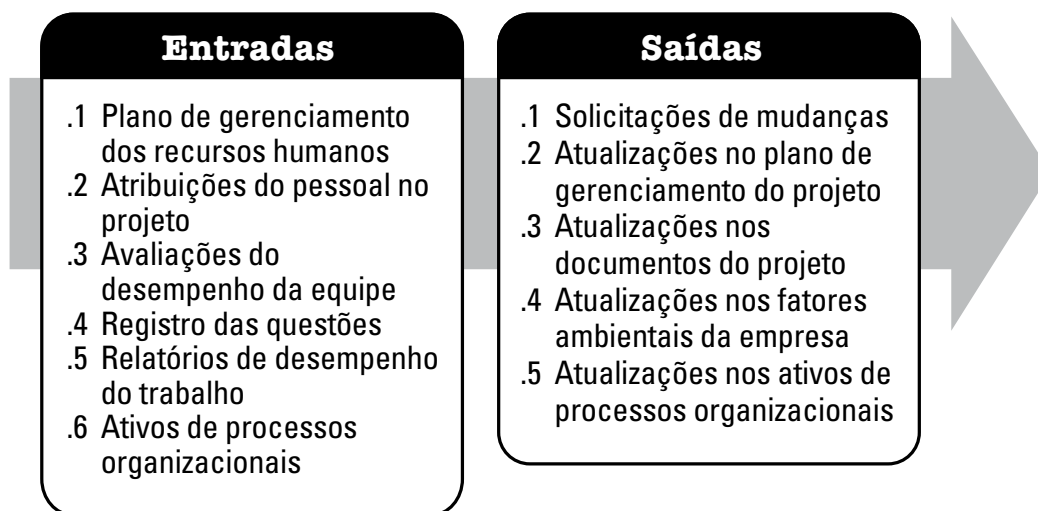 Entradas
.1 Plano de gerenciamento
dos recursos humanos
.2 Atribuições do pessoal no
projeto
.3 Avaliações do
desempenho da equipe
.4 Registro das questões
.5 Relatórios de desempenho
do trabalho
.6 Ativos de processos
organizacionais
Saídas
.1 Solicitações de mudanças
.2 Atualizações no plano de
gerenciamento do projeto
.3 Atualizações nos
documentos do projeto
.4 Atualizações nos fatores
ambientais da empresa
.5 Atualizações nos ativos de
processos organizacionais